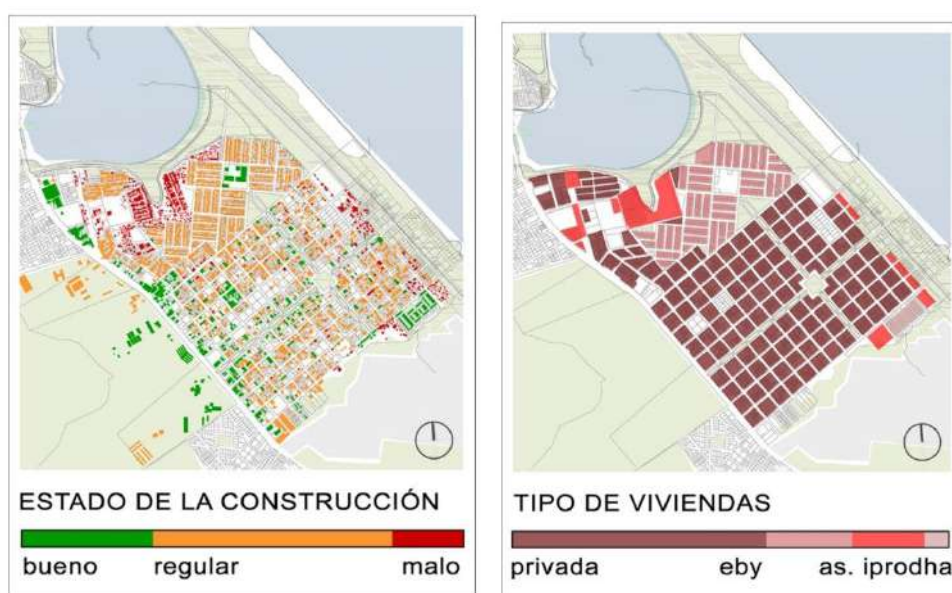 ESTADO DE LA CONSTRUCCIÓN
bueno regular malo
TIPO DE VIVIENDAS
privada eby as. iprodha